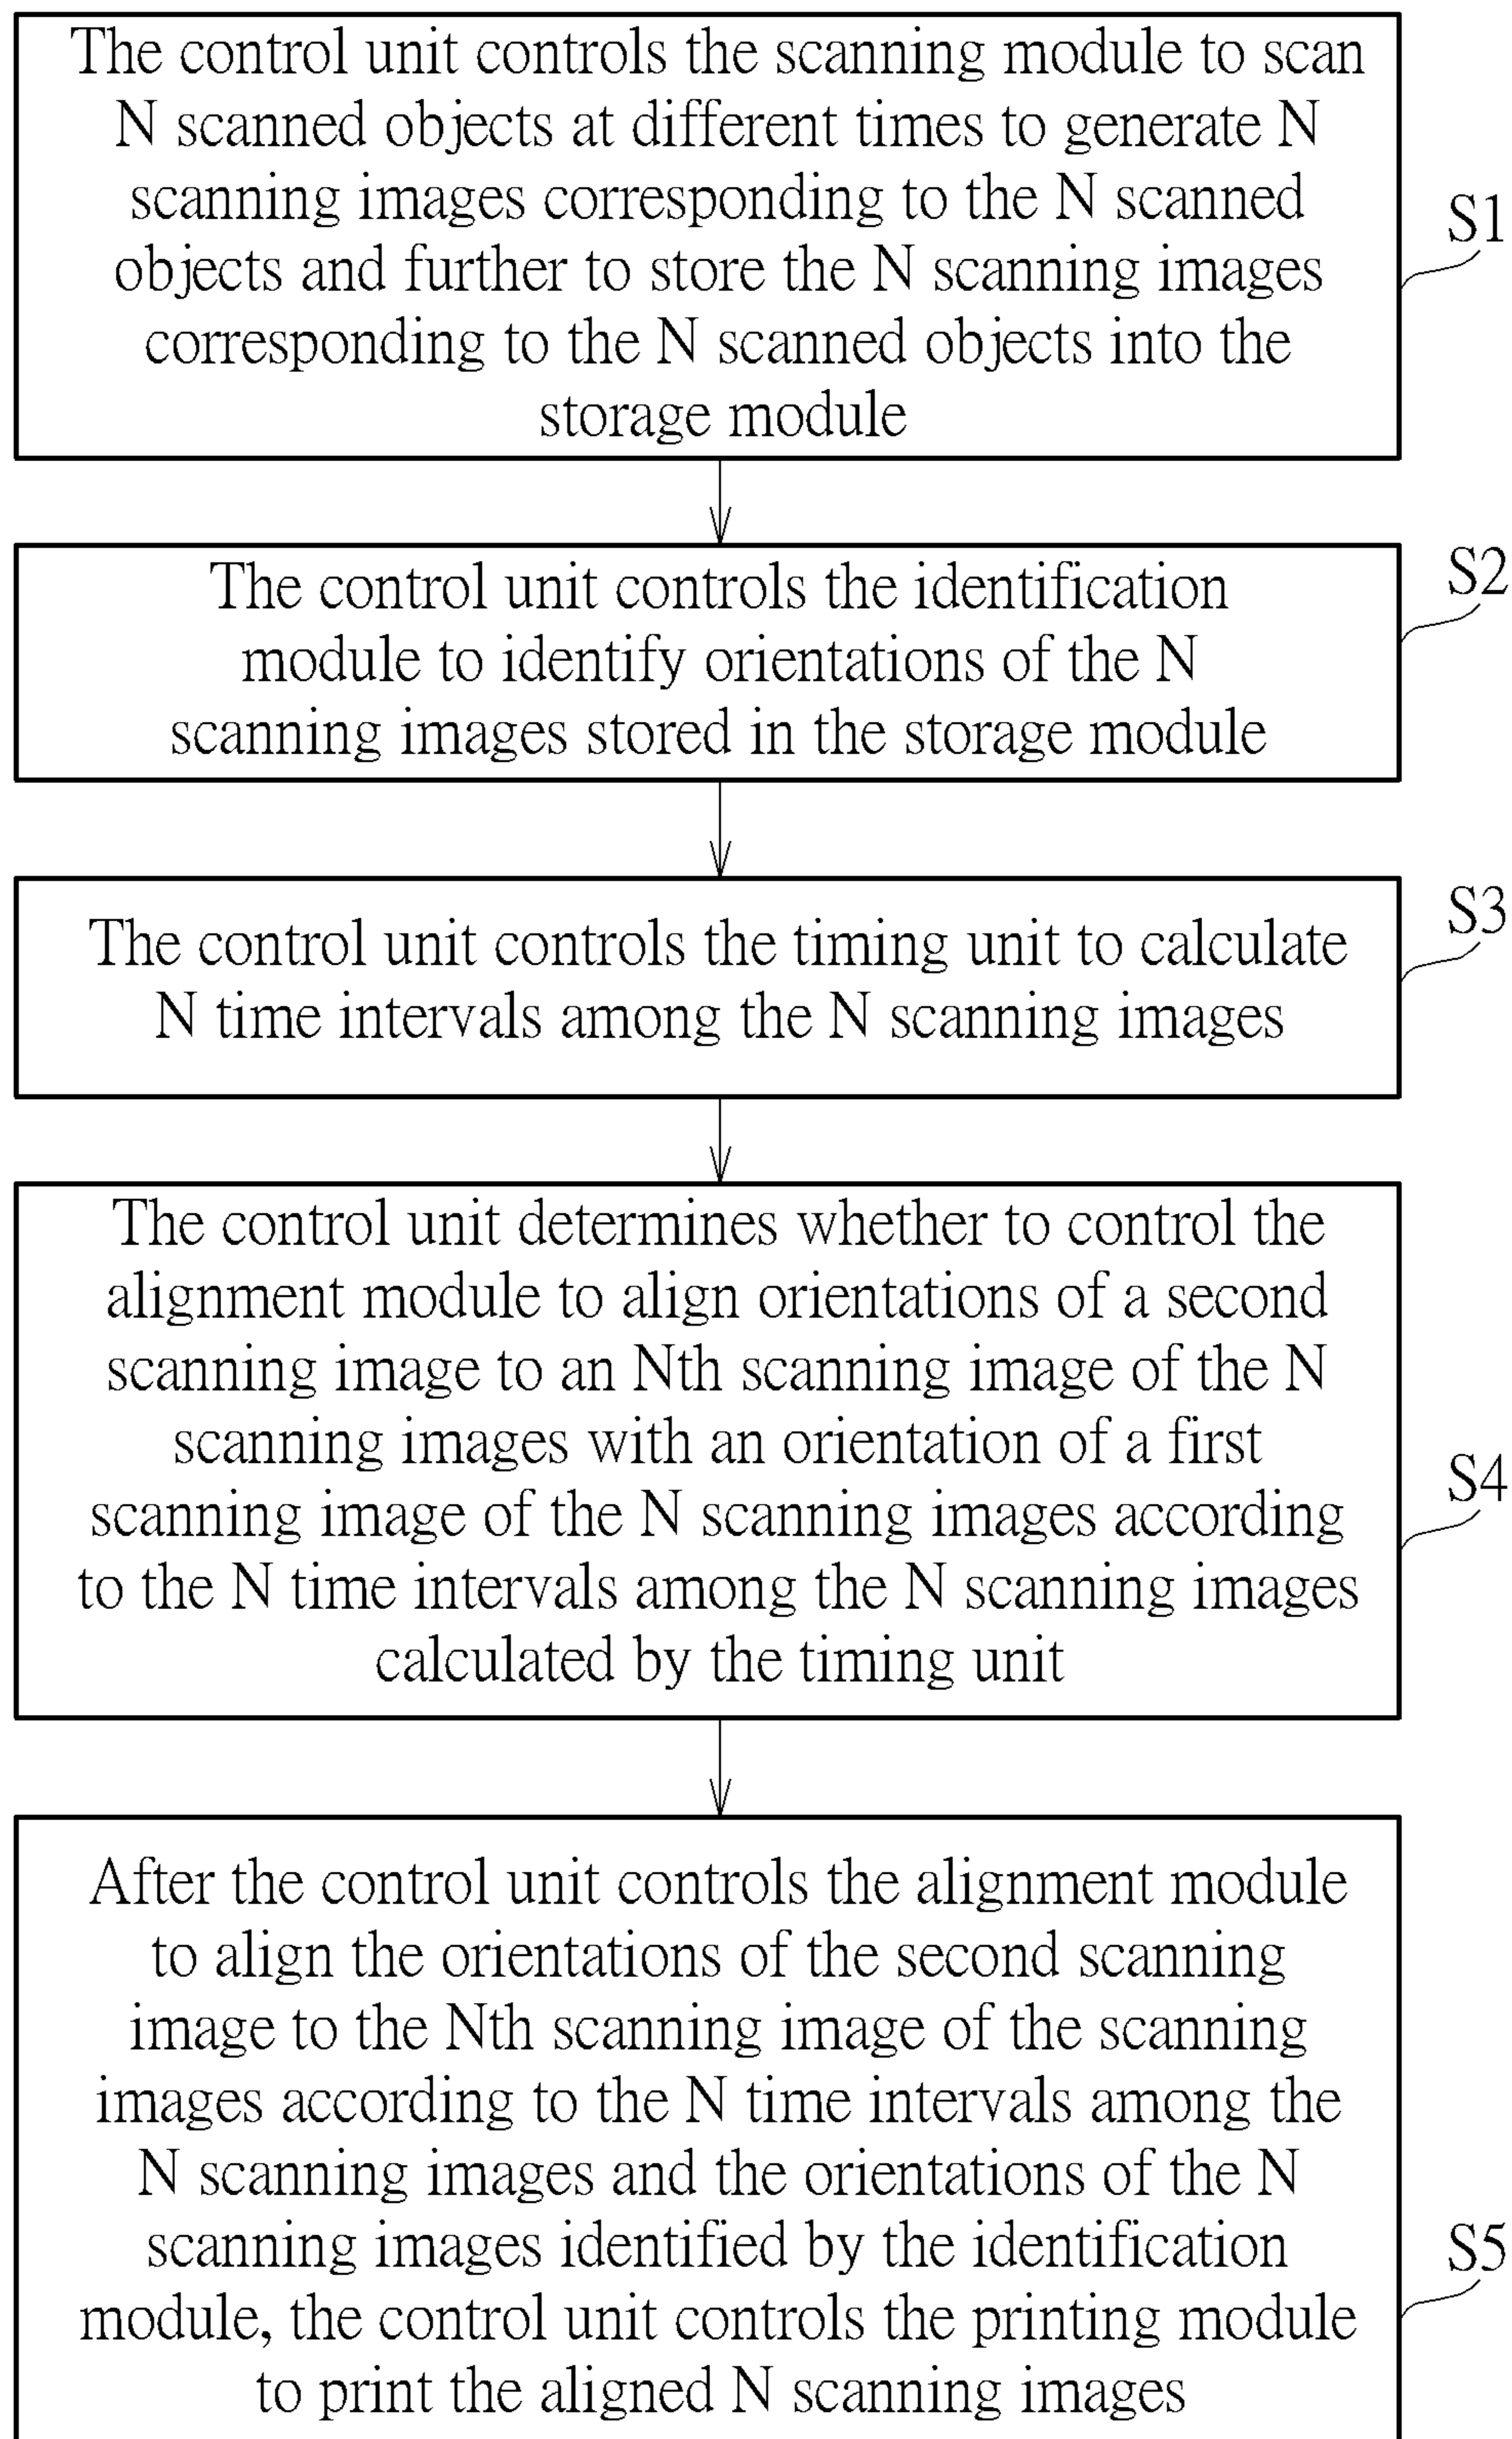 The control unit controls the scanning module to scan
N scanned objects at different times to generate N
scanning images corresponding to the N scanned
objects and further to store the N scanning images
corresponding to the N scanned objects into the
storage module
S1
The control unit controls the identification
module to identify orientations of the N
scanning images stored in the storage module
S2
The control unit controls the timing unit to calculate
N time intervals among the N scanning images
S3
The control unit determines whether to control the
alignment module to align orientations of a second
scanning image to an Nth scanning image of the N
scanning images with an orientation of a first
scanning image of the N scanning images according
to the N time intervals among the N scanning images
calculated by the timing unit
S4
After the control unit controls the alignment module
to align the orientations of the second scanning
image to the Nth scanning image of the scanning
images according to the N time intervals among the
N scanning images and the orientations of the N
scanning images identified by the identification
module, the control unit controls the printing module
to print the aligned N scanning images
S5